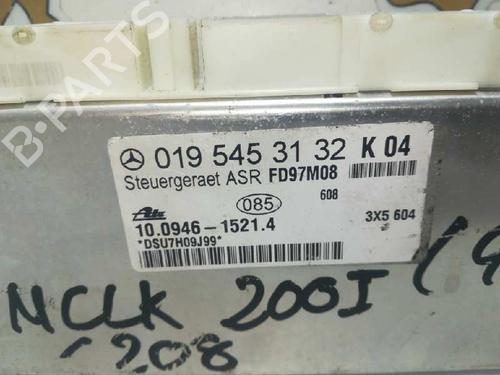 B-PARTS
019 545 31 32 K 04
Steuergeraet ASR FD97M08
608
085
Ate
3X5 604
10.0946-1521.4
*DSU7H09J99*
MCLK 200I
208